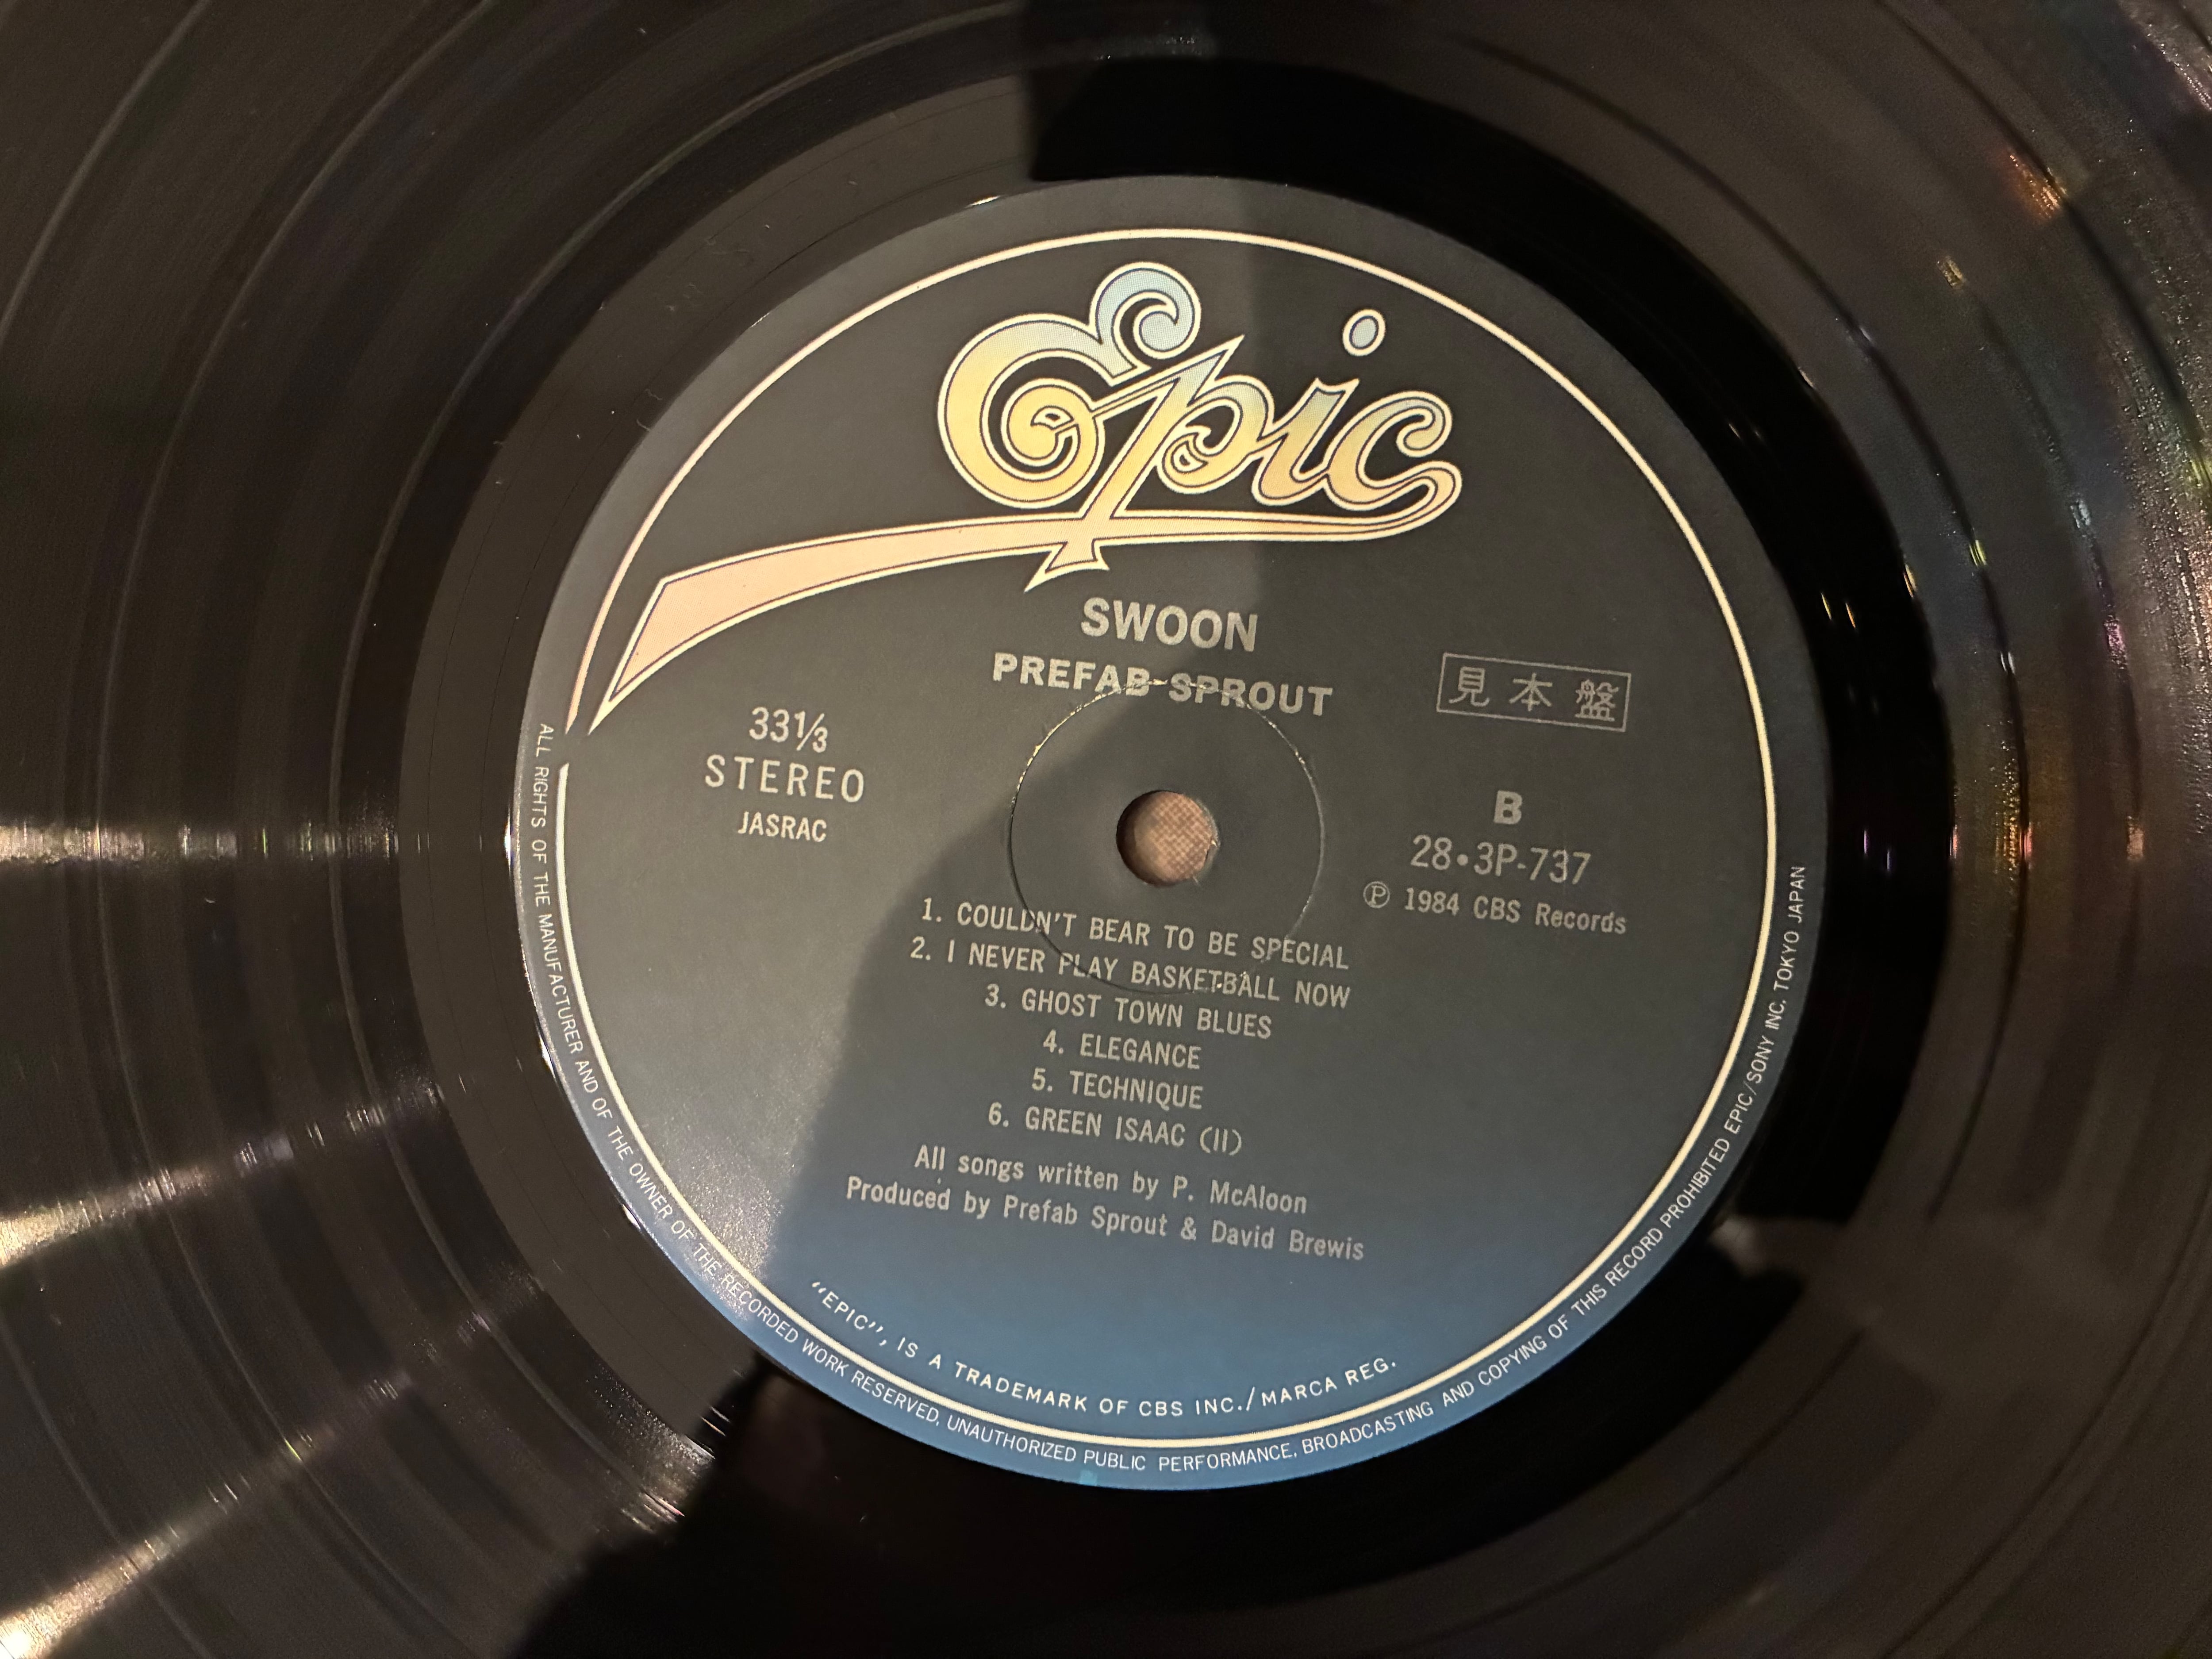 Epic
SWOON
PREFAB SPROUT
見本盤
33⅓
STEREO
JASRAC
B
28•3P-737
Ⓟ 1984 CBS Records
1. COULDN'T BEAR TO BE SPECIAL
2. I NEVER PLAY BASKETBALL NOW
3. GHOST TOWN BLUES
4. ELEGANCE
5. TECHNIQUE
6. GREEN ISAAC (II)
All songs written by P. McAloon
Produced by Prefab Sprout & David Brewis
“EPIC”, IS A TRADEMARK OF CBS INC./MARCA REG.
ALL RIGHTS OF THE MANUFACTURER AND OF THE OWNER OF THE RECORDED WORK RESERVED, UNAUTHORIZED PUBLIC PERFORMANCE, BROADCASTING AND COPYING OF THIS RECORD PROHIBITED EPIC/SONY INC. TOKYO JAPAN